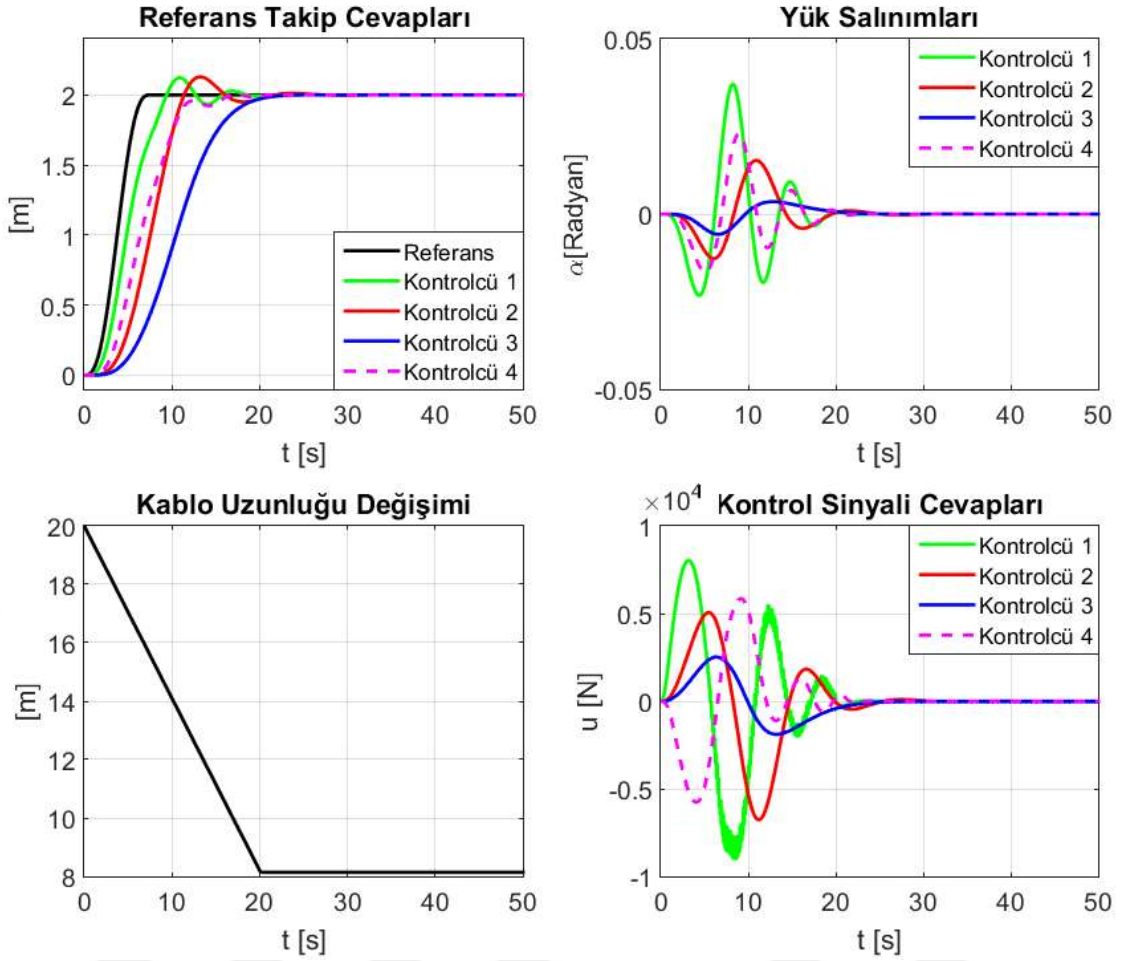 Referans Takip Cevapları
2
1.5
1
0.5
0
[m]
Referans
Kontrolcü 1
Kontrolcü 2
Kontrolcü 3
Kontrolcü 4
0 10 20 30 40 50
t [s]
Yük Salınımları
0.05
0
-0.05
α[Radyan]
Kontrolcü 1
Kontrolcü 2
Kontrolcü 3
Kontrolcü 4
0 10 20 30 40 50
t [s]
Kablo Uzunluğu Değişimi
20
18
16
14
12
10
8
[m]
0 10 20 30 40 50
t [s]
×10⁴ Kontrol Sinyali Cevapları
1
0.5
0
-0.5
-1
u [N]
Kontrolcü 1
Kontrolcü 2
Kontrolcü 3
Kontrolcü 4
0 10 20 30 40 50
t [s]